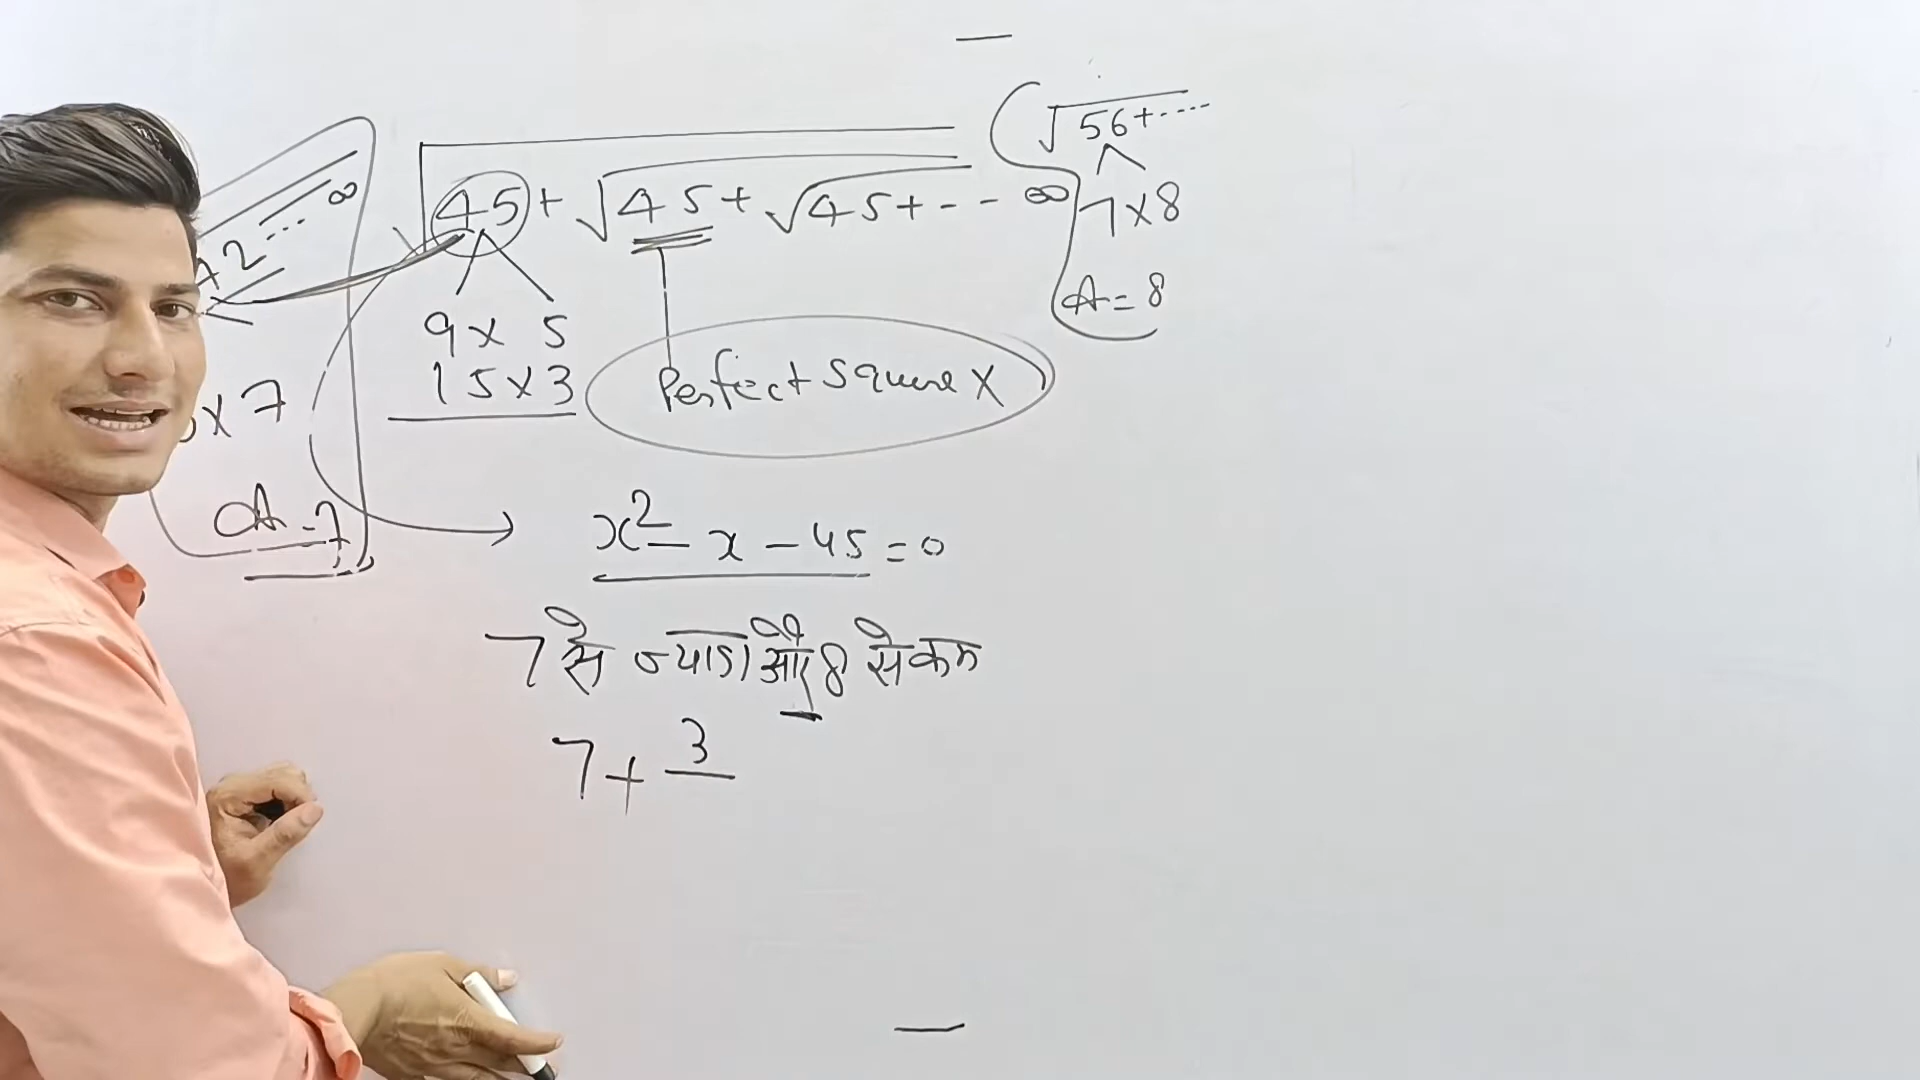 √45 + √45 + √45 + - - ∞
√56 + ....
7 x 8
A = 8
2 ... ∞
x 7
A - 7
9 x 5
15 x 3
Perfect square X
x² - x - 45 = 0
7 से ज्यादा और 8 से कम
7 + 3/